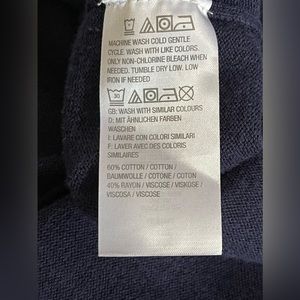 MACHINE WASH COLD GENTLE
CYCLE. WASH WITH LIKE COLORS.
ONLY NON-CHLORINE BLEACH WHEN
NEEDED. TUMBLE DRY LOW. LOW
IRON IF NEEDED
30
GB: WASH WITH SIMILAR COLOURS
D: MIT ÄHNLICHEN FARBEN
WASCHEN
I: LAVARE CON COLORI SIMILARI
F: LAVER AVEC DES COLORIS
SIMILAIRES
60% COTTON / COTTON /
BAUMWOLLE / COTONE / COTON
40% RAYON / VISCOSE / VISKOSE /
VISCOSA / VISCOSE